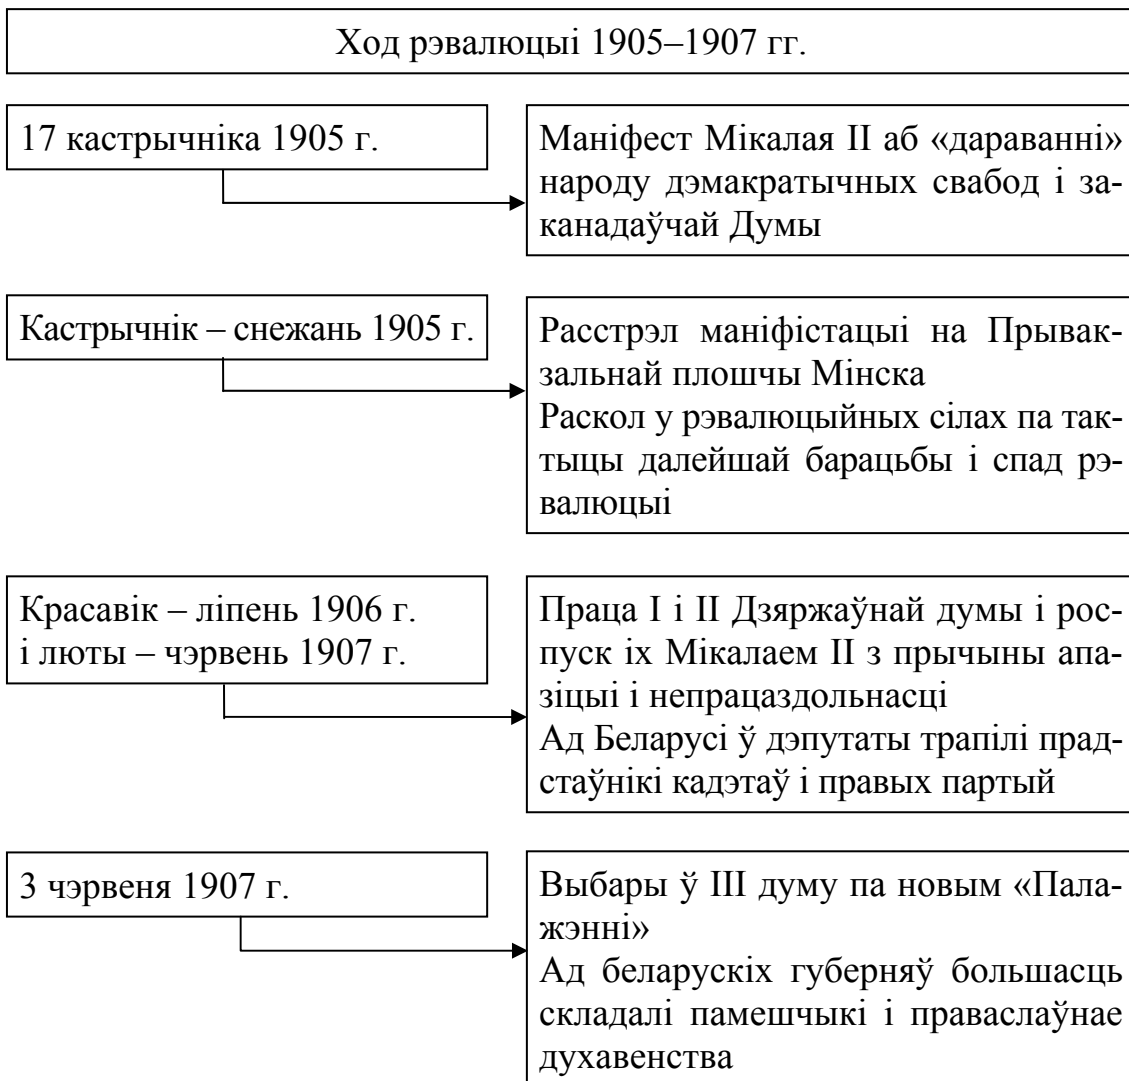 Ход рэвалюцыі 1905–1907 гг.
17 кастрычніка 1905 г.
Маніфест Мікалая II аб «дараванні»
народу дэмакратычных свабод і за-
канадаўчай Думы
Кастрычнік – снежань 1905 г.
Расстрэл маніфістацыі на Прывак-
зальнай плошчы Мінска
Раскол у рэвалюцыйных сілах па так-
тыцы далейшай барацьбы і спад рэ-
валюцыі
Красавік – ліпень 1906 г.
і люты – чэрвень 1907 г.
Праца I і II Дзяржаўнай думы і рос-
пуск іх Мікалаем II з прычыны апа-
зіцыі і непрацаздольнасці
Ад Беларусі ў дэпутаты трапілі прад-
стаўнікі кадэтаў і правых партый
3 чэрвеня 1907 г.
Выбары ў III думу па новым «Пала-
жэнні»
Ад беларускіх губерняў большасць
складалі памешчыкі і праваслаўнае
духавенства